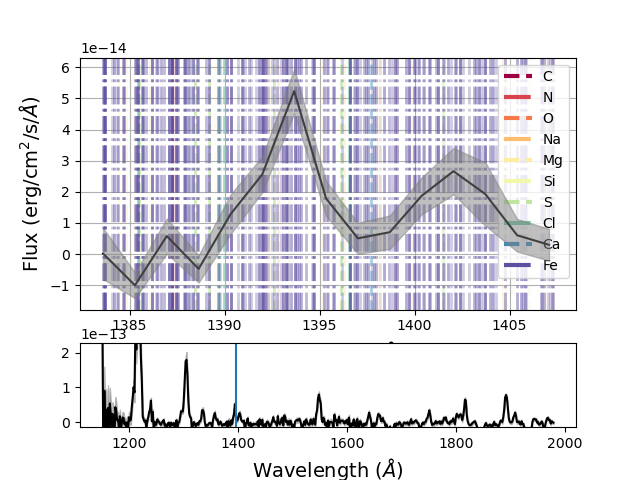 1e−14
6
5
4
3
2
1
0
−1
Flux (erg/cm²/s/Å)
C
N
O
Na
Mg
Si
S
Cl
Ca
Fe
1385 1390 1395 1400 1405
1e−13
2
1
0
1200 1400 1600 1800 2000
Wavelength (Å)